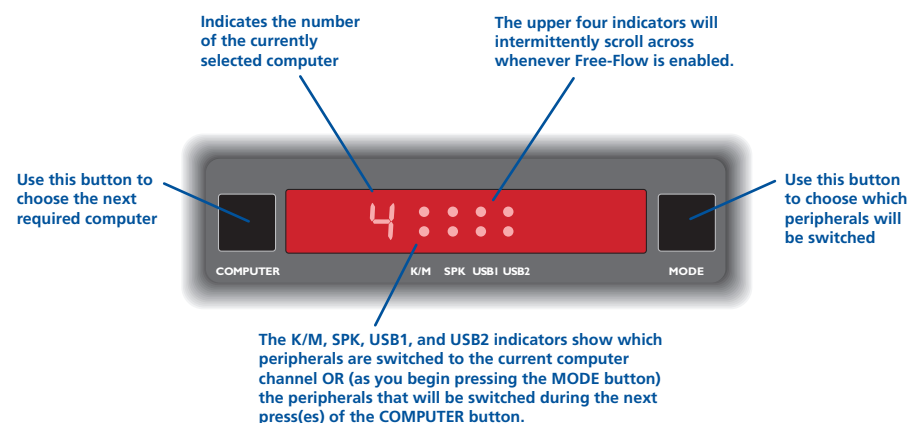 Indicates the number
of the currently
selected computer
The upper four indicators will
intermittently scroll across
whenever Free-Flow is enabled.
Use this button to
choose the next
required computer
Use this button
to choose which
peripherals will
be switched
4
COMPUTER
K/M SPK USB1 USB2
MODE
The K/M, SPK, USB1, and USB2 indicators show which
peripherals are switched to the current computer
channel OR (as you begin pressing the MODE button)
the peripherals that will be switched during the next
press(es) of the COMPUTER button.